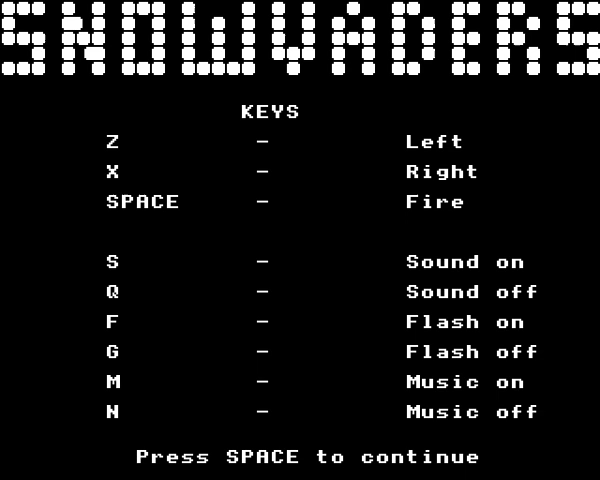 SNOWVADERS
KEYS
Z - Left
X - Right
SPACE - Fire
S - Sound on
Q - Sound off
F - Flash on
G - Flash off
M - Music on
N - Music off
Press SPACE to continue